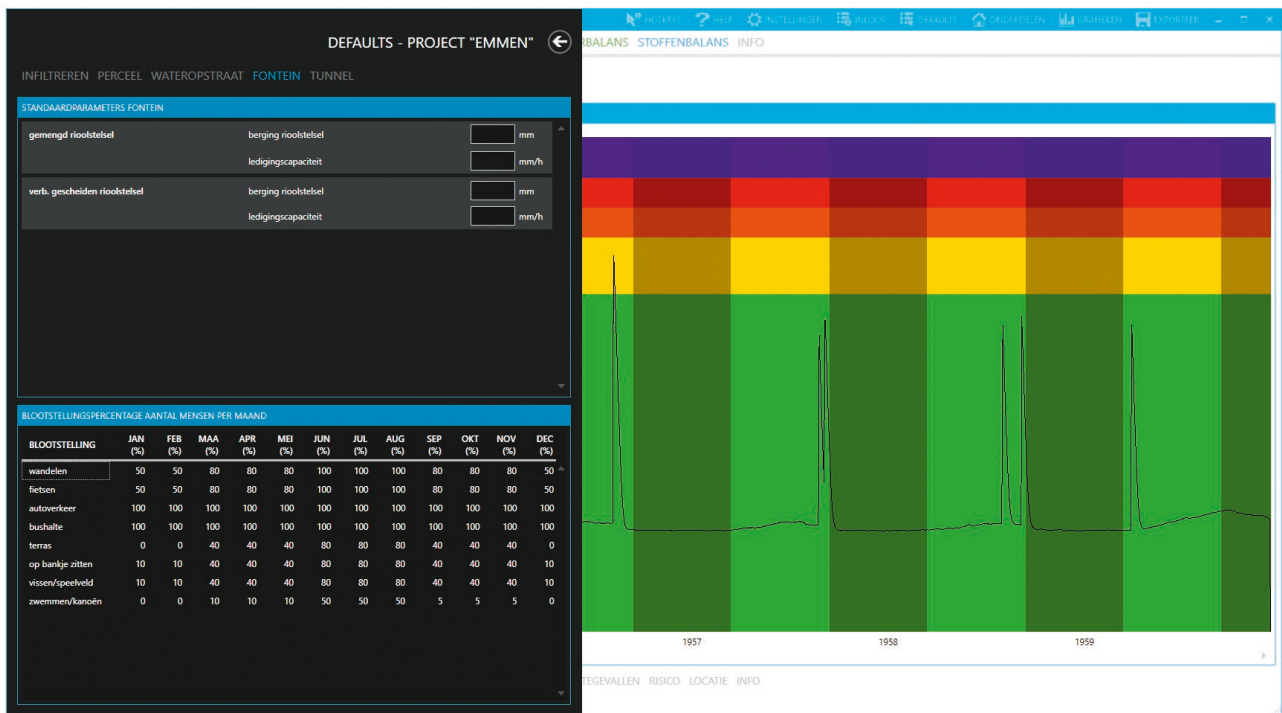 HOTKEYS HELP INSTELLINGEN INLOOP DEFAULTS ONDERDELEN GRAFIEKEN EXPORTEER
DEFAULTS - PROJECT "EMMEN"
RBALANS STOFFENBALANS INFO
INFILTREREN PERCEEL WATEROPSTRAAT FONTEIN TUNNEL
STANDAARDPARAMETERS FONTEIN
gemengd rioolstelsel berging rioolstelsel mm
ledigingscapaciteit mm/h
verb. gescheiden rioolstelsel berging rioolstelsel mm
ledigingscapaciteit mm/h
BLOOTSTELLINGSPERCENTAGE AANTAL MENSEN PER MAAND
BLOOTSTELLING JAN (%) FEB (%) MAA (%) APR (%) MEI (%) JUN (%) JUL (%) AUG (%) SEP (%) OKT (%) NOV (%) DEC (%)
wandelen 50 50 80 80 80 100 100 100 80 80 80 50
fietsen 50 50 80 80 80 100 100 100 80 80 80 50
autoverkeer 100 100 100 100 100 100 100 100 100 100 100 100
bushalte 100 100 100 100 100 100 100 100 100 100 100 100
terras 0 0 40 40 40 80 80 80 40 40 40 0
op bankje zitten 10 10 40 40 40 80 80 80 40 40 40 10
vissen/speelveld 10 10 40 40 40 80 80 80 40 40 40 10
zwemmen/kanoën 0 0 10 10 10 50 50 50 5 5 5 0
1957 1958 1959
TEGEVALLEN RISICO LOCATIE INFO